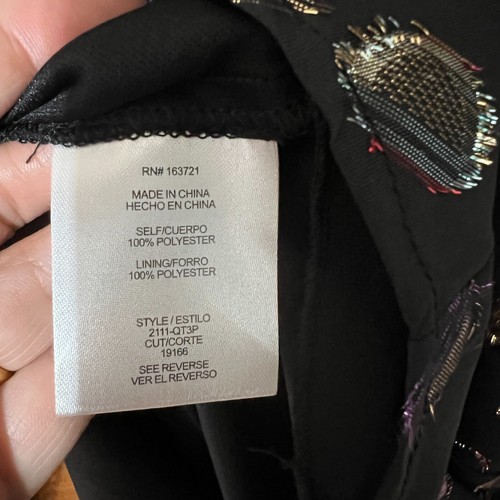 RN# 163721
MADE IN CHINA
HECHO EN CHINA
SELF/CUERPO
100% POLYESTER
LINING/FORRO
100% POLYESTER
STYLE / ESTILO
2111-QT3P
CUT/CORTE
19166
SEE REVERSE
VER EL REVERSO